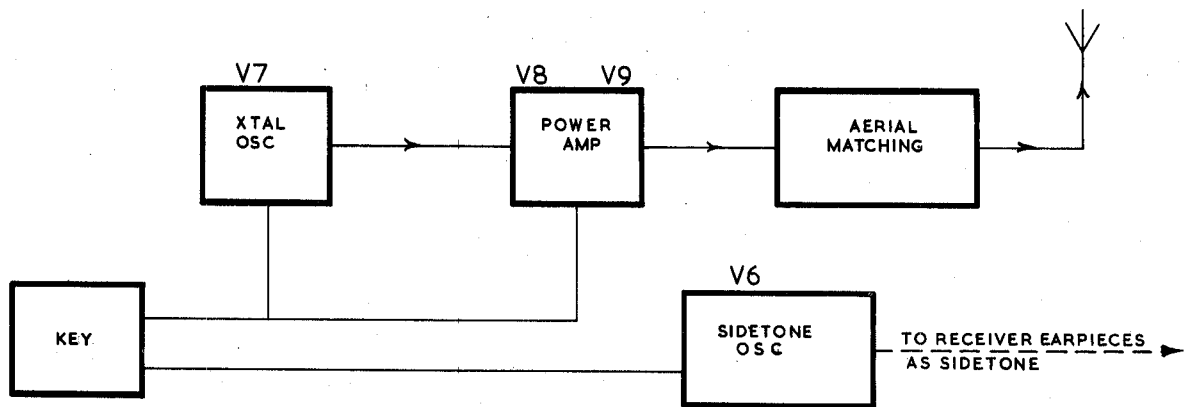 V7
XTAL
OSC
V8 V9
POWER
AMP
AERIAL
MATCHING
KEY
V6
SIDETONE
OSC
TO RECEIVER EARPIECES
AS SIDETONE